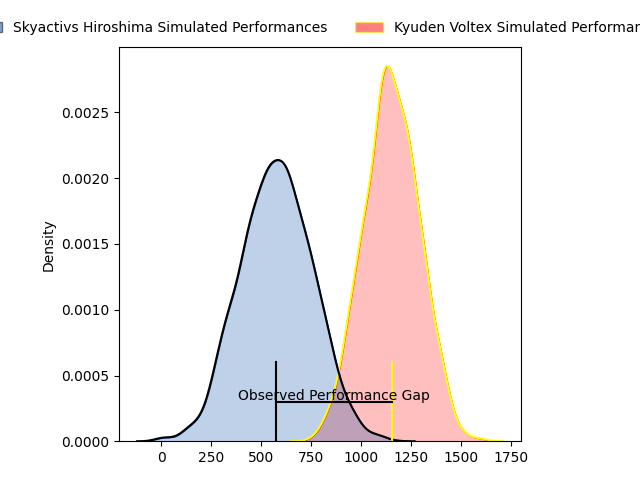 Skyactivs Hiroshima Simulated Performances
Kyuden Voltex Simulated
Density
0.0025
0.0020
0.0015
0.0010
0.0005
0.0000
Observed Performance Gap
0 250 500 750 1000 1250 1500 1750